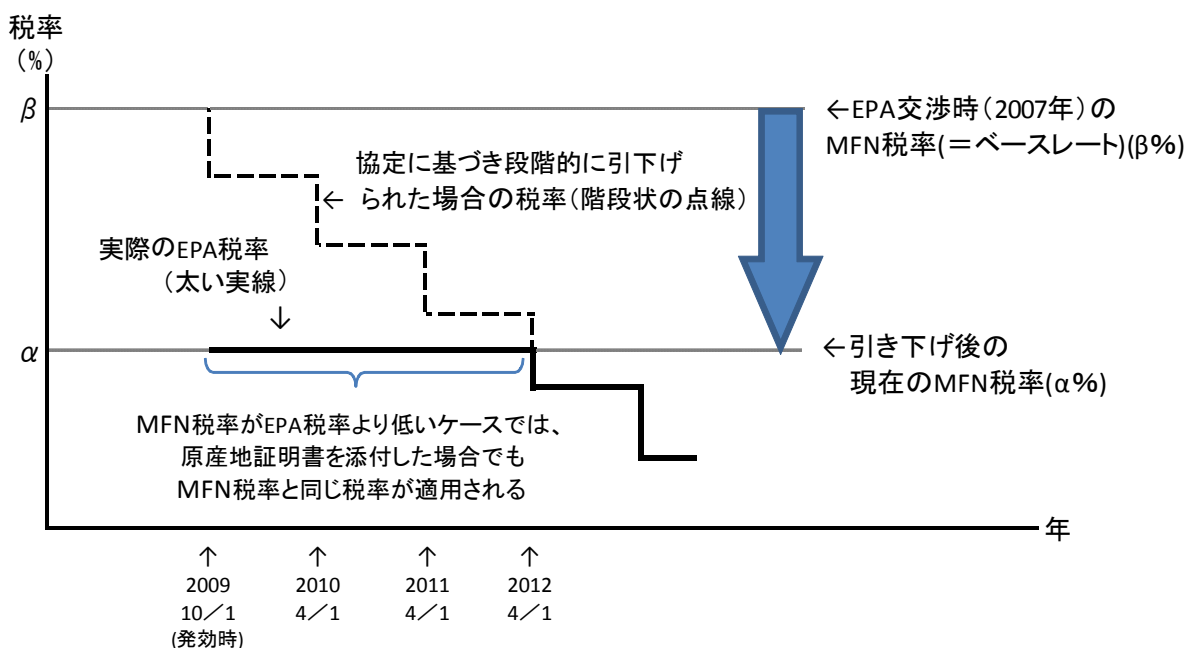 税率
(%)
β
←EPA交渉時(2007年)の
MFN税率(=ベースレート)(β%)
協定に基づき段階的に引下げ
← られた場合の税率(階段状の点線)
実際のEPA税率
(太い実線)
↓
α
←引き下げ後の
現在のMFN税率(α%)
MFN税率がEPA税率より低いケースでは、
原産地証明書を添付した場合でも
MFN税率と同じ税率が適用される
年
↑ ↑ ↑ ↑
2009 2010 2011 2012
10/1 4/1 4/1 4/1
(発効時)